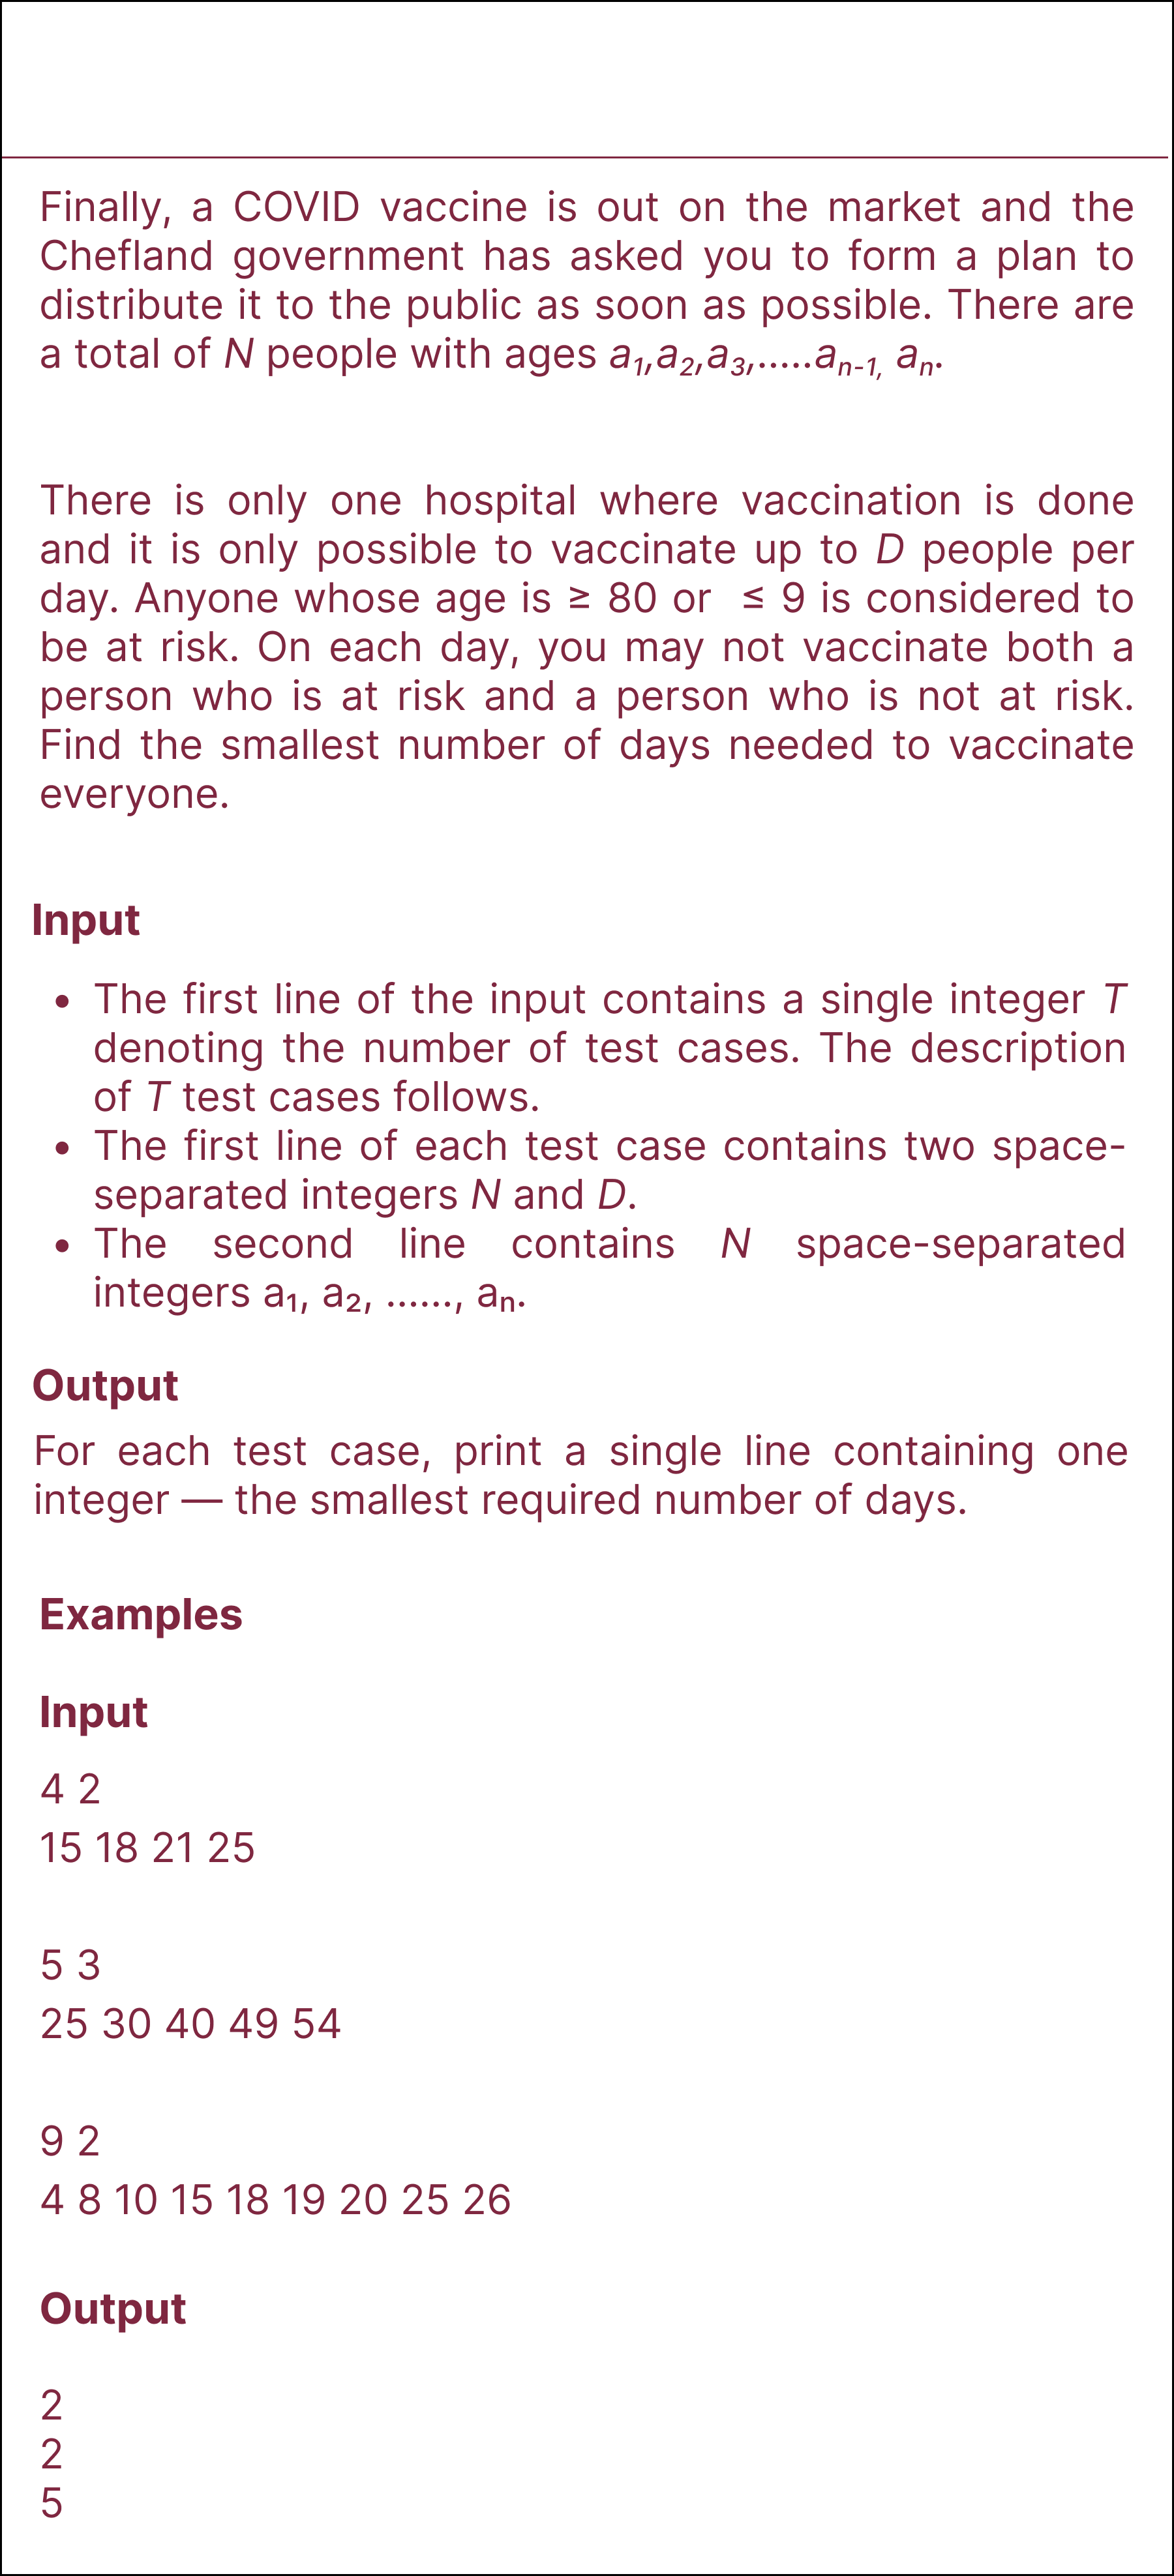 Finally, a COVID vaccine is out on the market and the
Chefland government has asked you to form a plan to
distribute it to the public as soon as possible. There are
a total of N people with ages a₁,a₂,a₃,.....aₙ₋₁, aₙ.
There is only one hospital where vaccination is done
and it is only possible to vaccinate up to D people per
day. Anyone whose age is ≥ 80 or ≤ 9 is considered to
be at risk. On each day, you may not vaccinate both a
person who is at risk and a person who is not at risk.
Find the smallest number of days needed to vaccinate
everyone.
Input
• The first line of the input contains a single integer T
denoting the number of test cases. The description
of T test cases follows.
• The first line of each test case contains two space-
separated integers N and D.
• The second line contains N space-separated
integers a₁, a₂, ......, aₙ.
Output
For each test case, print a single line containing one
integer — the smallest required number of days.
Examples
Input
4 2
15 18 21 25
5 3
25 30 40 49 54
9 2
4 8 10 15 18 19 20 25 26
Output
2
2
5